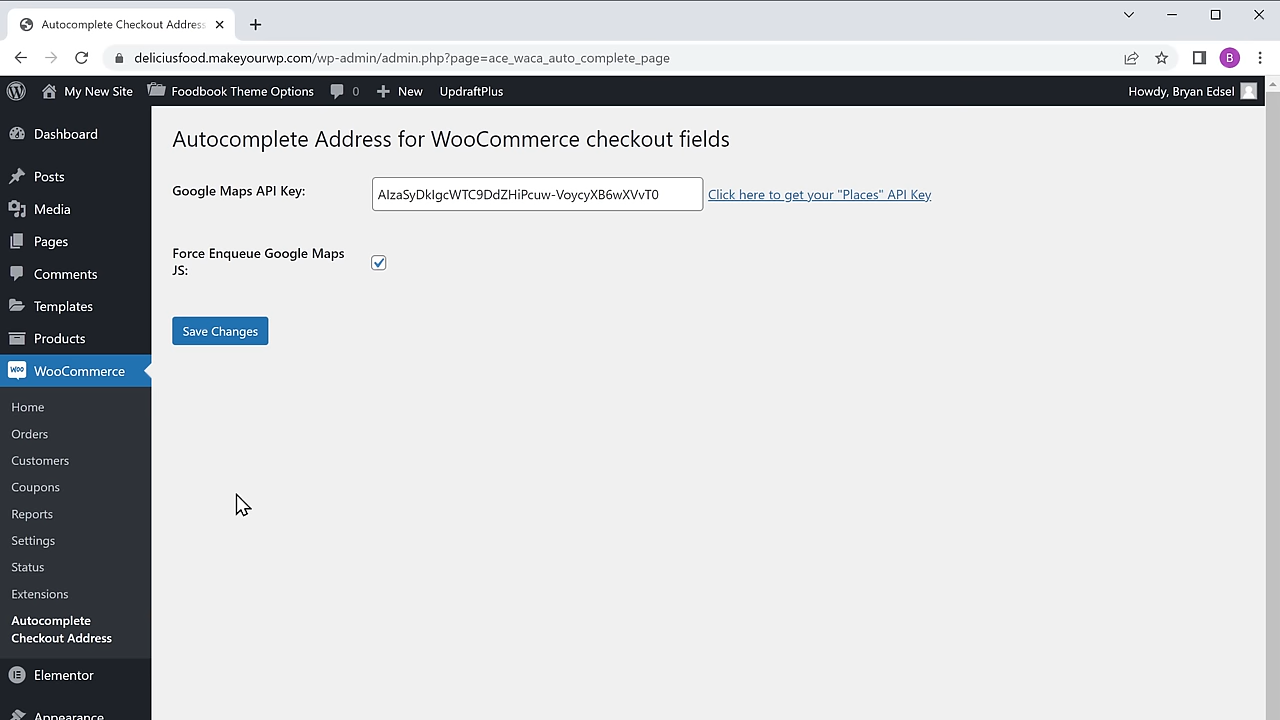 Autocomplete Checkout Address
deliciusfood.makeyourwp.com/wp-admin/admin.php?page=ace_waca_auto_complete_page
B
My New Site Foodbook Theme Options 0 New UpdraftPlus Howdy, Bryan Edsel
Dashboard
Posts
Media
Pages
Comments
Templates
Products
woo WooCommerce
Home
Orders
Customers
Coupons
Reports
Settings
Status
Extensions
Autocomplete
Checkout Address
Elementor
Appearance
Autocomplete Address for WooCommerce checkout fields
Google Maps API Key: AIzaSyDkIgcWTC9DdZHiPcuw-VoycyXB6wXVvT0 Click here to get your "Places" API Key
Force Enqueue Google Maps
JS:
Save Changes